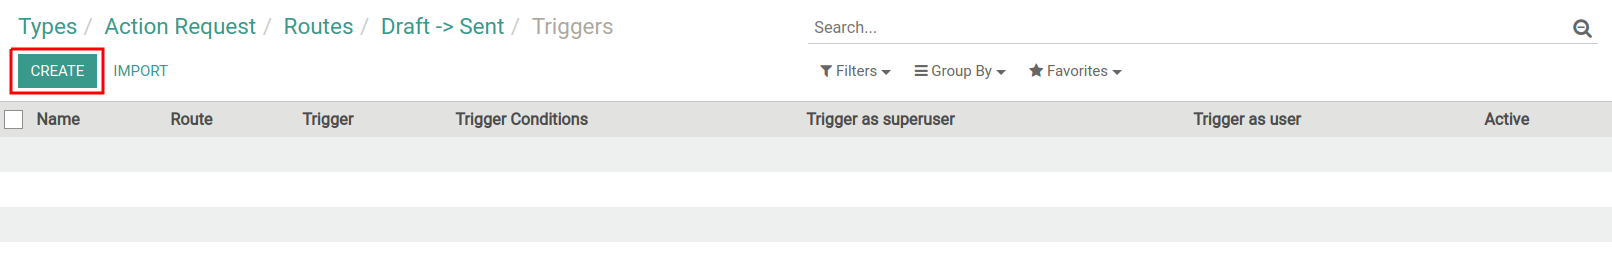 Types / Action Request / Routes / Draft -> Sent / Triggers
Search...
CREATE IMPORT
Filters Group By Favorites
Name Route Trigger Trigger Conditions Trigger as superuser Trigger as user Active